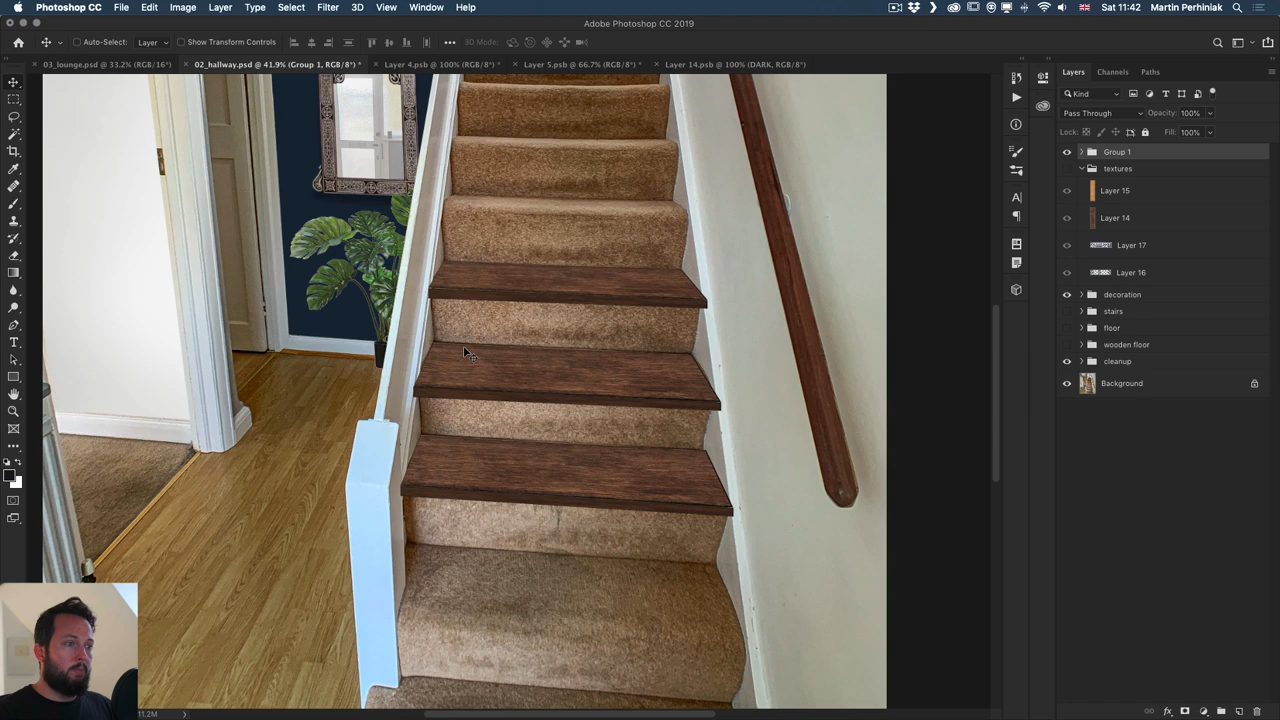 Photoshop CC File Edit Image Layer Type Select Filter 3D View Window Help Sat 11:42 Martin Perhiniak
Adobe Photoshop CC 2019
Auto-Select: Layer Show Transform Controls 3D Mode:
03_lounge.psd @ 33.2% (RGB/16*) 02_hallway.psd @ 41.9% (Group 1, RGB/8*) * Layer 4.psb @ 100% (RGB/8*) * Layer 5.psb @ 66.7% (RGB/8*) * Layer 14.psb @ 100% (DARK, RGB/8*)
Layers Channels Paths
Kind
Pass Through Opacity: 100%
Lock: Fill: 100%
Group 1
textures
Layer 15
Layer 14
Layer 17
Layer 16
decoration
stairs
floor
wooden floor
cleanup
Background
11.2M